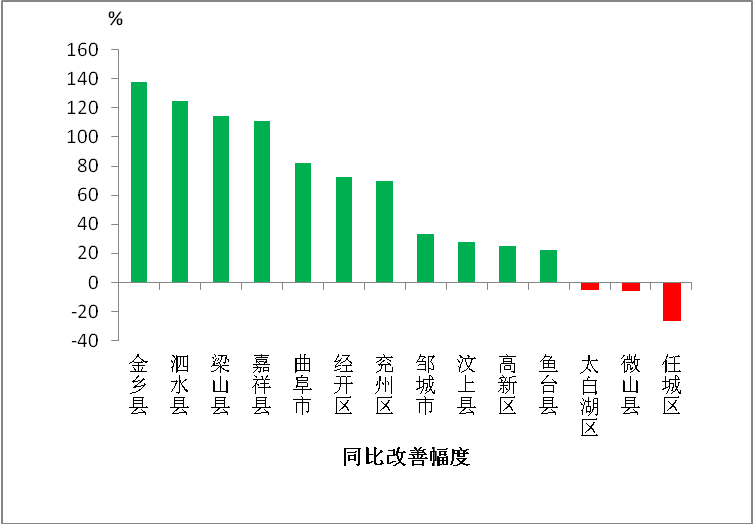 %
160
140
120
100
80
60
40
20
0
-20
-40
金乡县
泗水县
梁山县
嘉祥县
曲阜市
经开区
兖州区
邹城市
汶上县
高新区
鱼台县
太白湖区
微山县
任城区
同比改善幅度